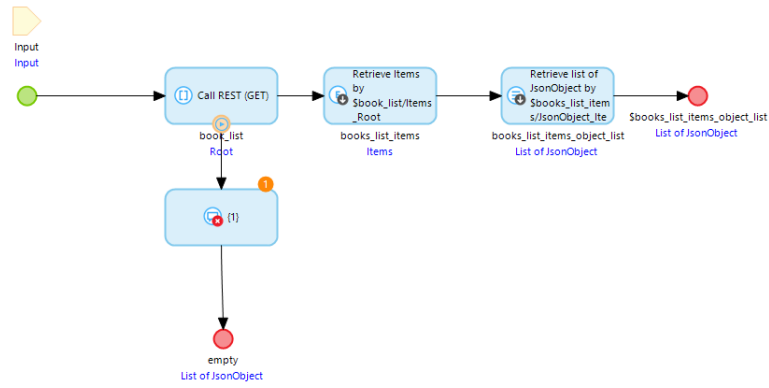 Input
Input
Call REST (GET)
book_list
Root
Retrieve Items
by
$book_list/Items
_Root
books_list_items
Items
Retrieve list of
JsonObject by
$books_list_item
s/JsonObject_Ite
books_list_items_object_list
List of JsonObject
$books_list_items_object_list
List of JsonObject
1
{1}
empty
List of JsonObject